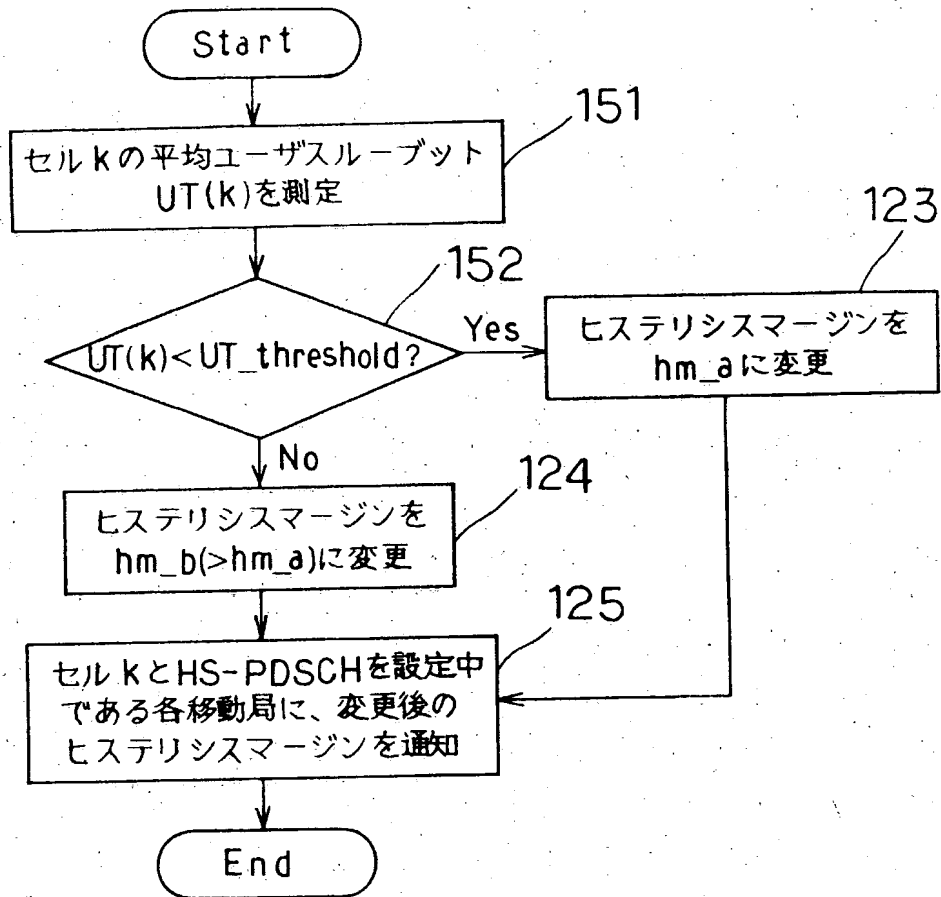 Start
151
セルkの平均ユーザスループット
UT(k)を測定
152
UT(k)<UT_threshold?
Yes
123
ヒステリシスマージンを
hm_aに変更
No
124
ヒステリシスマージンを
hm_b(>hm_a)に変更
125
セルkとHS-PDSCHを設定中
である各移動局に、変更後の
ヒステリシスマージンを通知
End